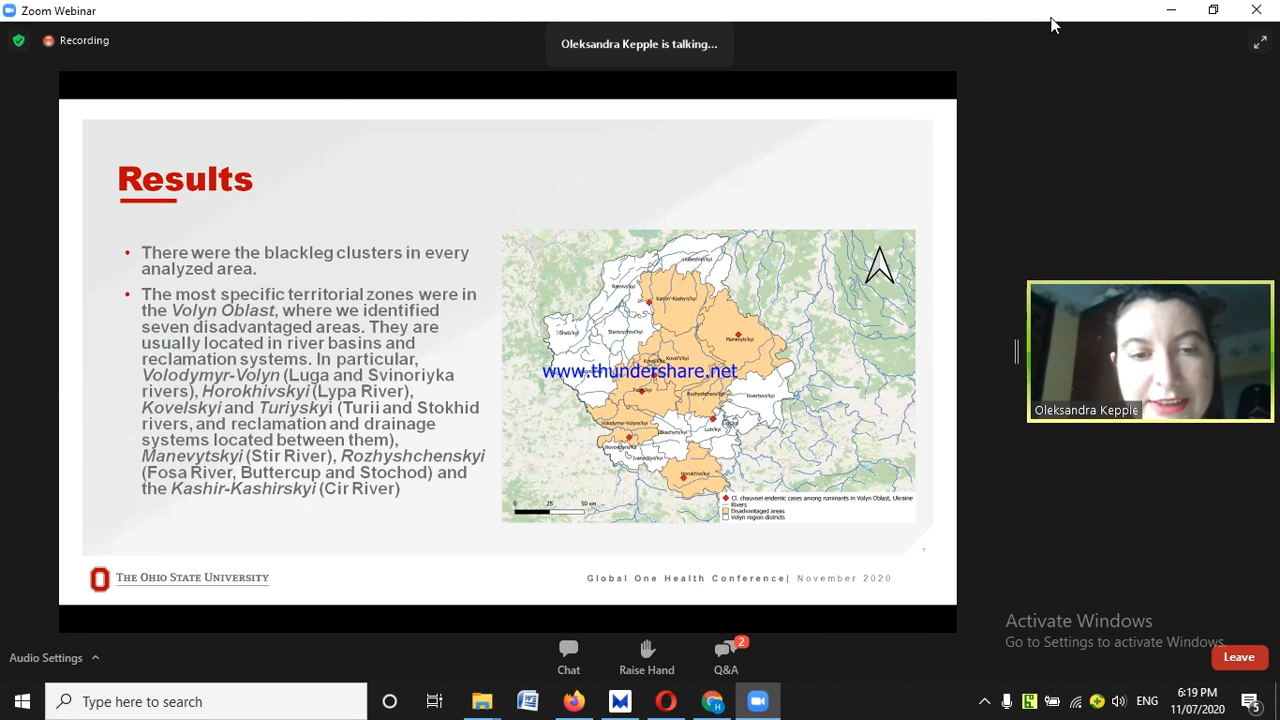 Zoom Webinar
Recording
Oleksandra Kepple is talking...
Results
• There were the blackleg clusters in every
analyzed area.
• The most specific territorial zones were in
the Volyn Oblast, where we identified
seven disadvantaged areas. They are
usually located in river basins and
reclamation systems. In particular,
Volodymyr-Volyn (Luga and Svinoriyka
rivers), Horokhivskyi (Lypa River),
Kovelskyi and Turiyskyi (Turii and Stokhid
rivers, and reclamation and drainage
systems located between them),
Manevytskyi (Stir River), Rozhyshchenskyi
(Fosa River, Buttercup and Stochod) and
the Kashir-Kashirskyi (Cir River)
www.thundershare.net
0 25 50 км
Cl. chauvoei endemic cases among ruminants in Volyn Oblast, Ukraine
Rivers
Disadvantaged areas
Volyn region districts
7
THE OHIO STATE UNIVERSITY
Global One Health Conference| November 2020
Oleksandra Kepple
Activate Windows
Go to Settings to activate Windows.
Audio Settings
Chat
Raise Hand
Q&A
2
Leave
Type here to search
ENG
6:19 PM
11/07/2020
5